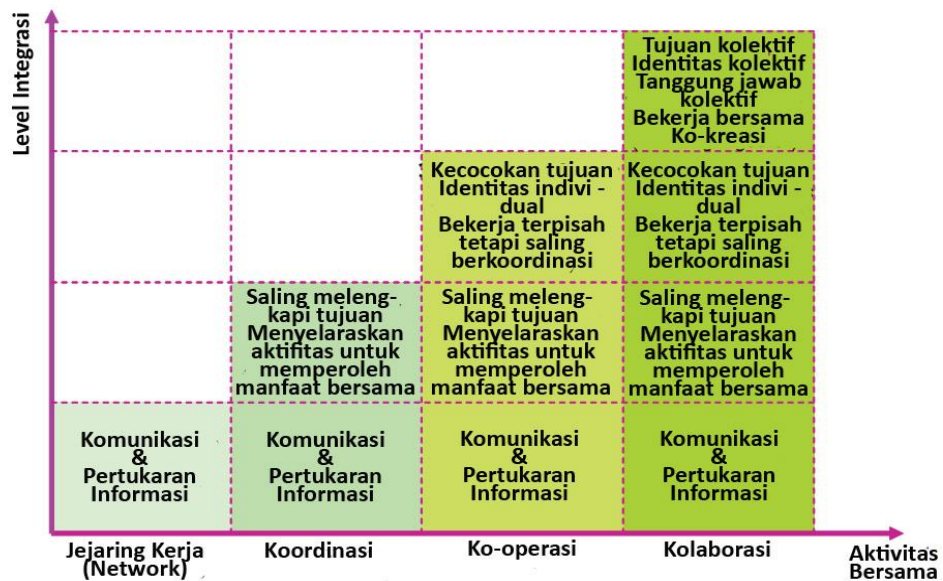 Level Integrasi
Tujuan kolektif
Identitas kolektif
Tanggung jawab
kolektif
Bekerja bersama
Ko-kreasi
Kecocokan tujuan
Identitas indivi -
dual
Bekerja terpisah
tetapi saling
berkoordinasi
Kecocokan tujuan
Identitas indivi -
dual
Bekerja terpisah
tetapi saling
berkoordinasi
Saling meleng-
kapi tujuan
Menyelaraskan
aktifitas untuk
memperoleh
manfaat bersama
Saling meleng-
kapi tujuan
Menyelaraskan
aktifitas untuk
memperoleh
manfaat bersama
Saling meleng-
kapi tujuan
Menyelaraskan
aktifitas untuk
memperoleh
manfaat bersama
Komunikasi
&
Pertukaran
Informasi
Komunikasi
&
Pertukaran
Informasi
Komunikasi
&
Pertukaran
Informasi
Komunikasi
&
Pertukaran
Informasi
Jejaring Kerja
(Network)
Koordinasi
Ko-operasi
Kolaborasi
Aktivitas
Bersama